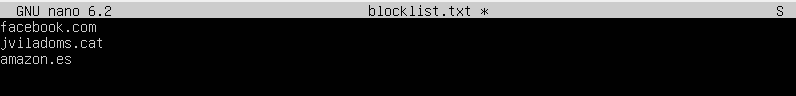 GNU nano 6.2 blocklist.txt * S
facebook.com
jviladoms.cat
amazon.es